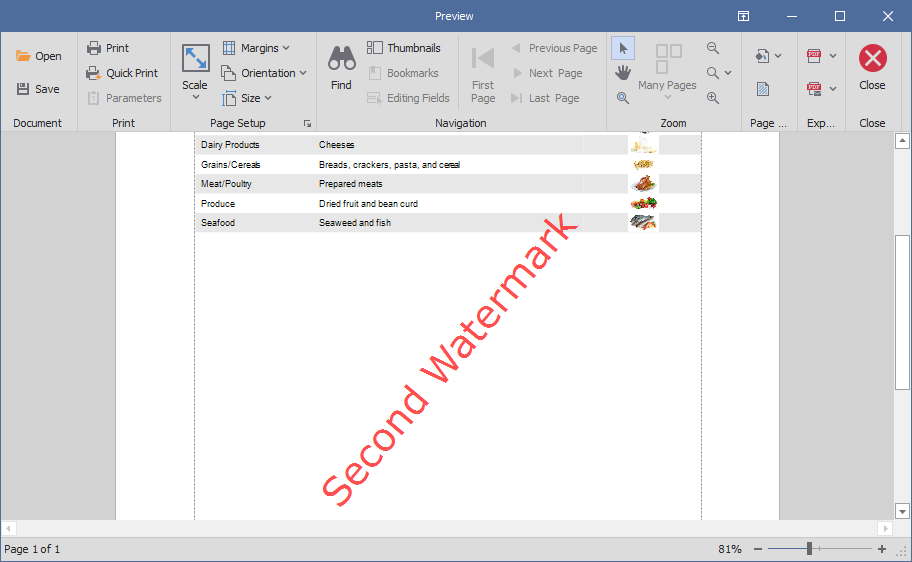 Preview
Open
Save
Document
Print
Quick Print
Parameters
Print
Scale
Margins
Orientation
Size
Page Setup
Find
Thumbnails
Bookmarks
Editing Fields
First Page
Previous Page
Next Page
Last Page
Navigation
Many Pages
Zoom
Page ...
PDF
PDF
Exp...
Close
Close
Dairy Products Cheeses
Grains/Cereals Breads, crackers, pasta, and cereal
Meat/Poultry Prepared meats
Produce Dried fruit and bean curd
Seafood Seaweed and fish
Second Watermark
Page 1 of 1
81%